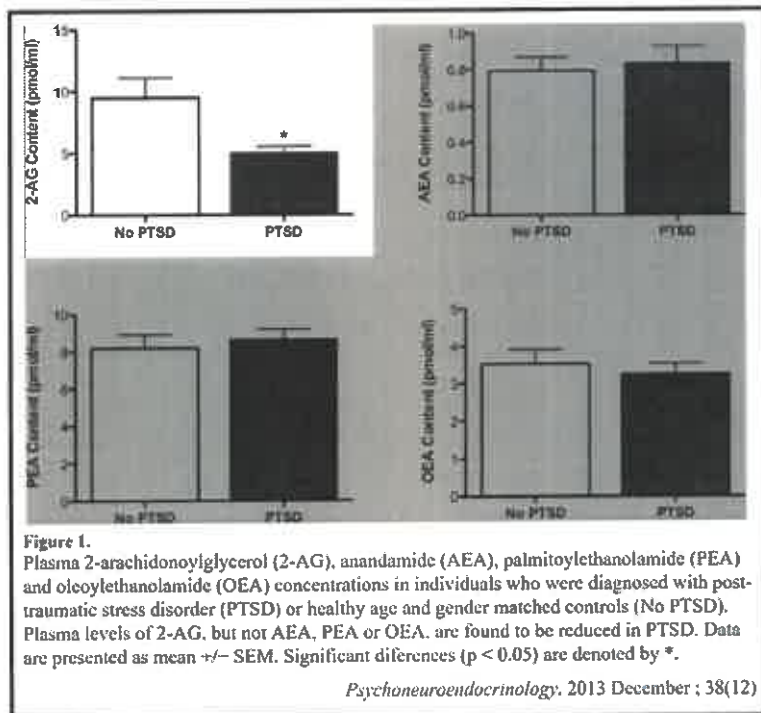 15
10
5
0
2-AG Content (pmol/ml)
*
No PTSD
PTSD
1.0
0.8
0.6
0.4
0.2
0.0
AEA Content (pmol/ml)
No PTSD
PTSD
10
8
6
4
2
0
PEA Content (pmol/ml)
No PTSD
PTSD
5
4
3
2
1
0
OEA Content (pmol/ml)
No PTSD
PTSD
Figure 1.
Plasma 2-arachidonoylglycerol (2-AG), anandamide (AEA), palmitoylethanolamide (PEA)
and oleoylethanolamide (OEA) concentrations in individuals who were diagnosed with post-
traumatic stress disorder (PTSD) or healthy age and gender matched controls (No PTSD).
Plasma levels of 2-AG, but not AEA, PEA or OEA, are found to be reduced in PTSD. Data
are presented as mean +/− SEM. Significant diferences (p < 0.05) are denoted by *.
Psychoneuroendocrinology. 2013 December ; 38(12)